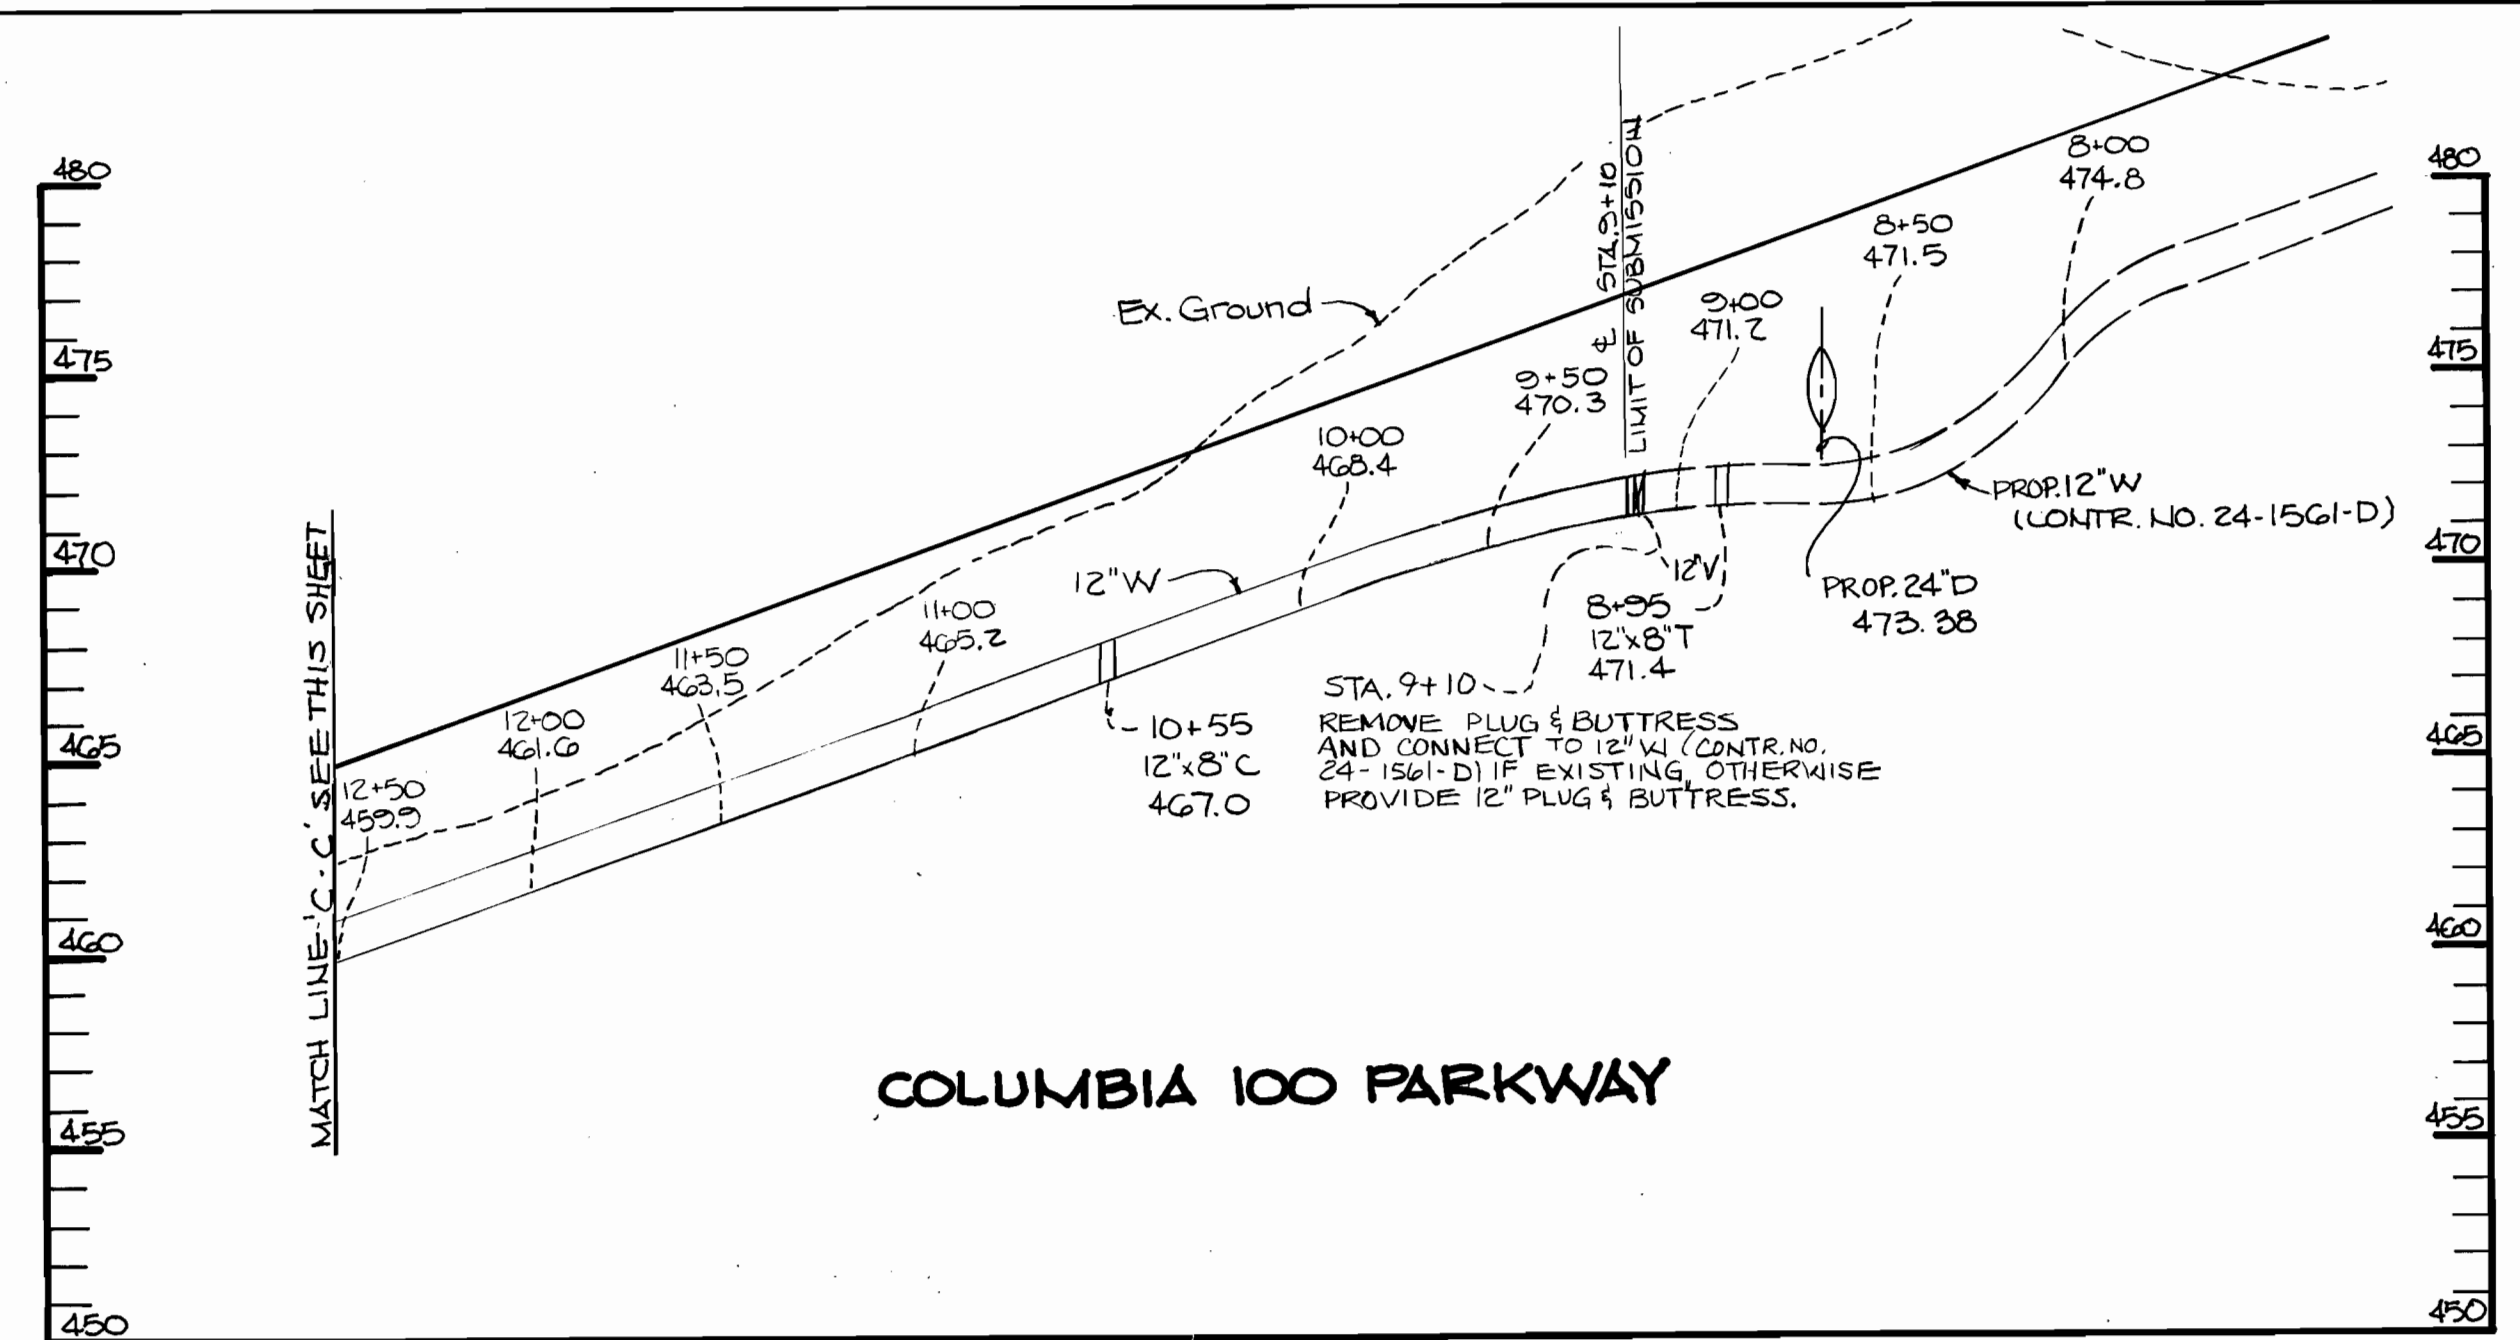 480
480
8+00
474.8
8+50
471.5
STA. 9+10 ℄
LIMIT OF SUBMISSION
9+00
471.2
Ex. Ground
475
475
9+50
470.3
10+00
468.4
PROP. 12"W
(CONTR. NO. 24-1561-D)
470
470
12"W
12"V
PROP. 24"D
473.38
8+95
12"x8"T
471.4
11+00
465.2
11+50
463.5
STA. 9+10
REMOVE PLUG & BUTTRESS
AND CONNECT TO 12"W (CONTR. NO.
24-1561-D) IF EXISTING, OTHERWISE
PROVIDE 12" PLUG & BUTTRESS.
10+55
12"x8"C
467.0
12+00
461.6
465
465
12+50
459.9
MATCH LINE 'C-C' SEE THIS SHEET
460
460
COLUMBIA 100 PARKWAY
455
455
450
450